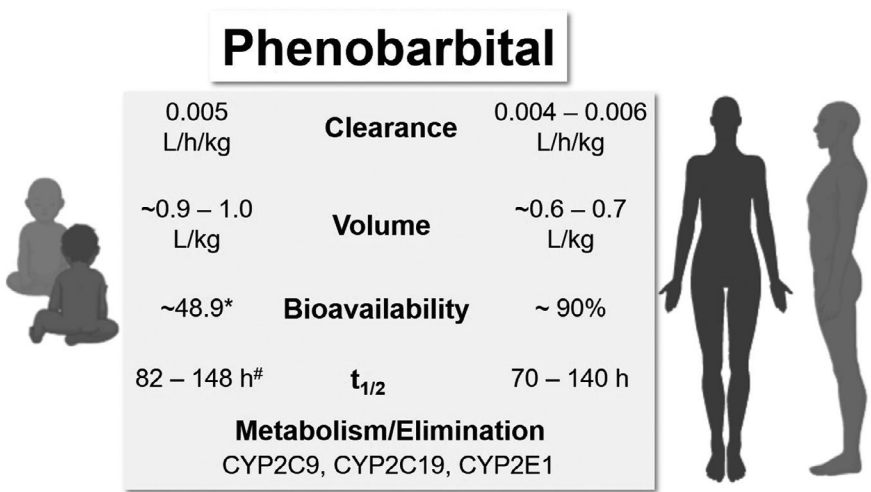 Phenobarbital
0.005 Clearance 0.004 – 0.006
L/h/kg L/h/kg
~0.9 – 1.0 Volume ~0.6 – 0.7
L/kg L/kg
~48.9* Bioavailability ~ 90%
82 – 148 h# t1/2 70 – 140 h
Metabolism/Elimination
CYP2C9, CYP2C19, CYP2E1